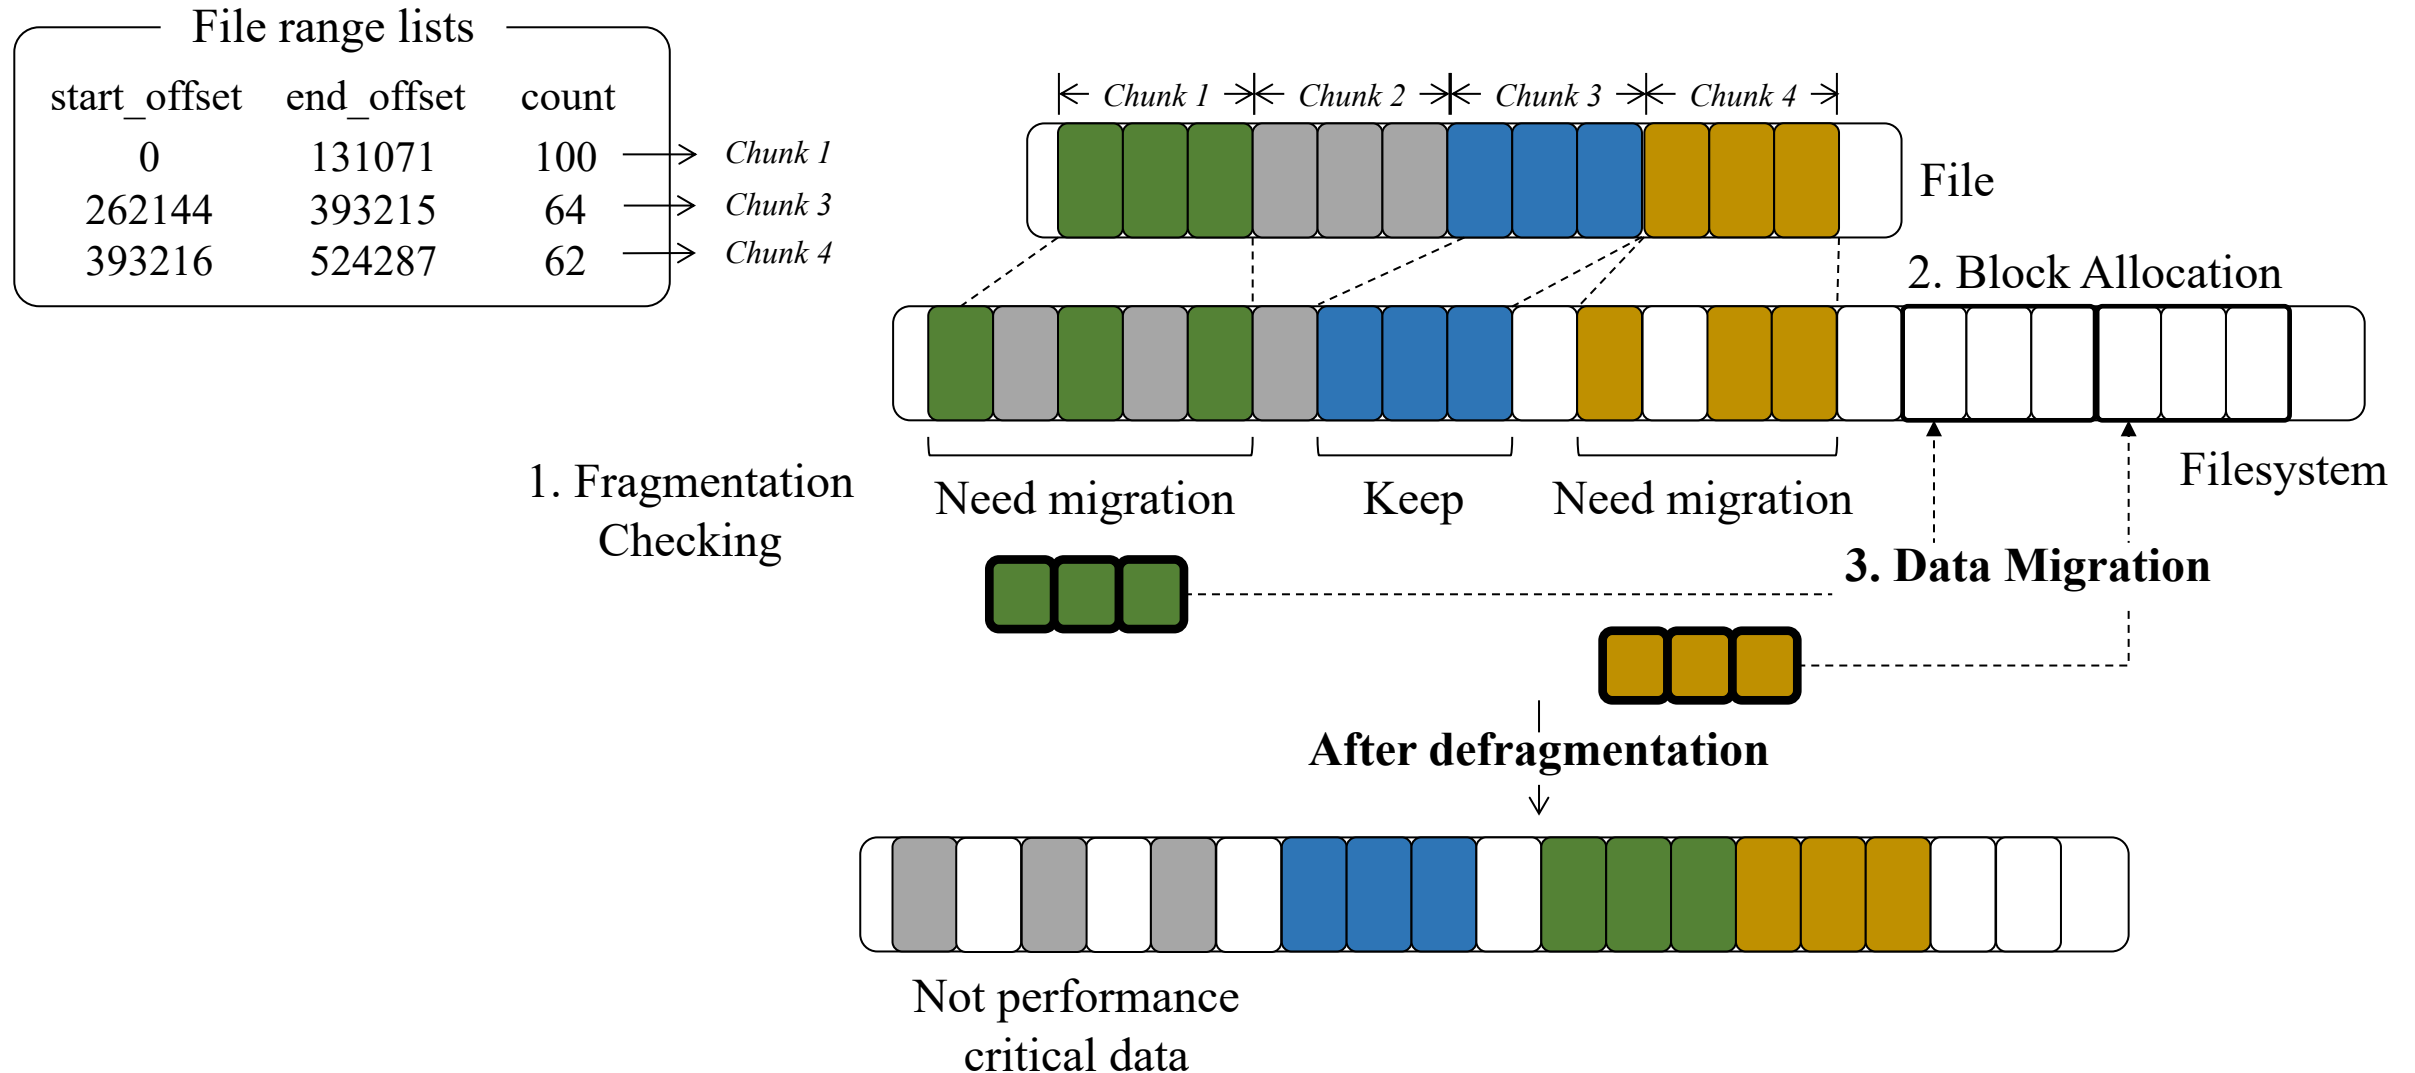 File range lists
start_offset end_offset count
0 131071 100 Chunk 1
262144 393215 64 Chunk 3
393216 524287 62 Chunk 4
Chunk 1 Chunk 2 Chunk 3 Chunk 4
File
2. Block Allocation
Filesystem
1. Fragmentation
Checking
Need migration Keep Need migration
3. Data Migration
After defragmentation
Not performance
critical data